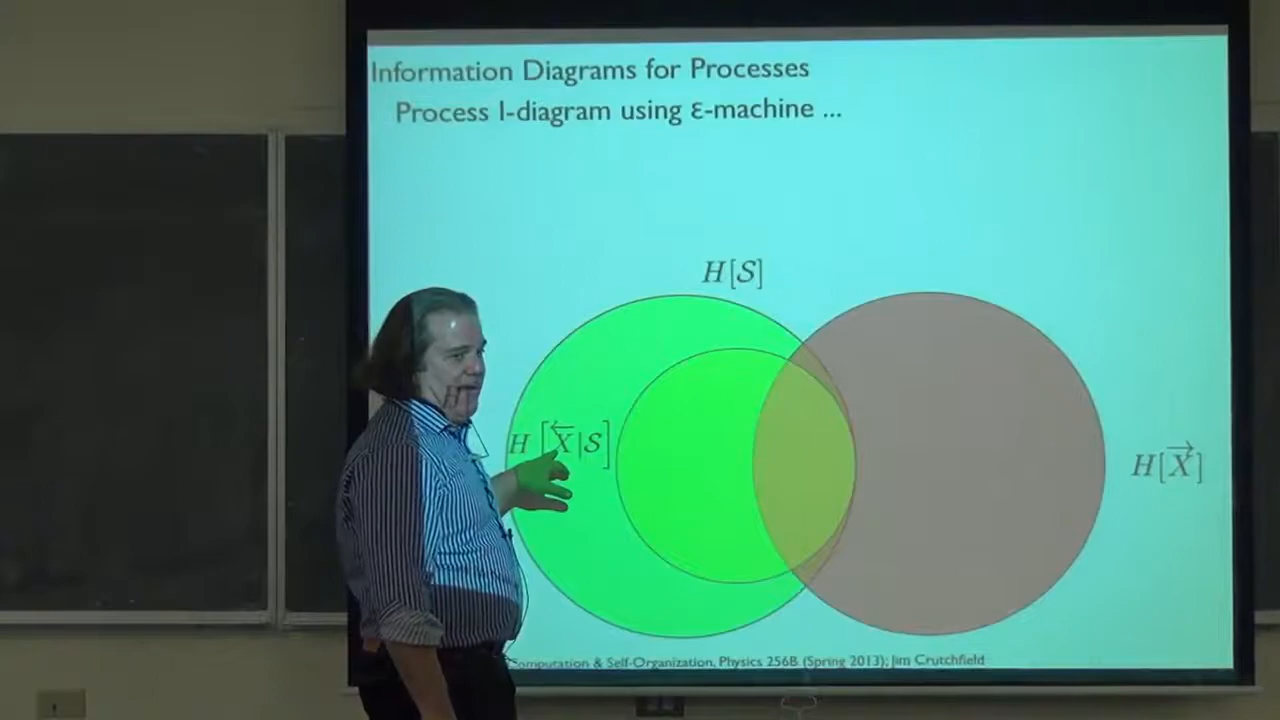 Information Diagrams for Processes
Process I-diagram using ε-machine ...
H[𝒮]
H[X⃖|𝒮]
H[X⃗]
Computation & Self-Organization, Physics 256B (Spring 2013); Jim Crutchfield